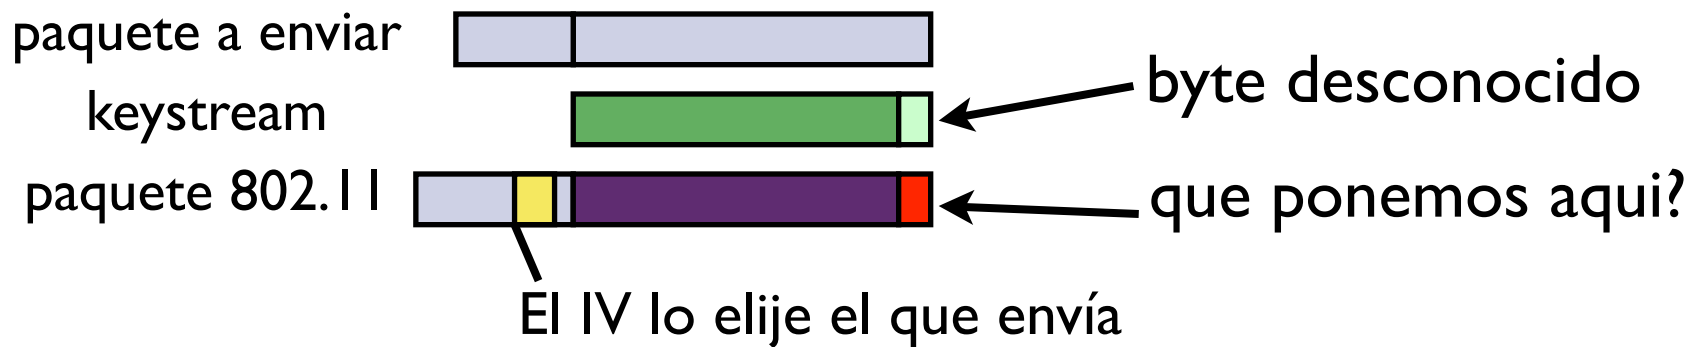 paquete a enviar
byte desconocido
keystream
paquete 802.11
que ponemos aqui?
El IV lo elije el que envía